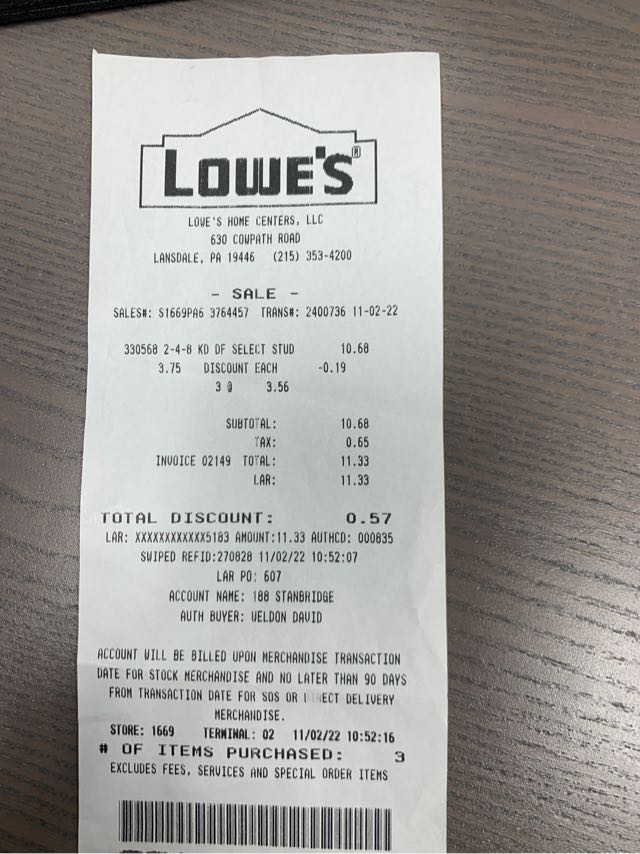 LOWE'S®
LOWE'S HOME CENTERS, LLC
630 COWPATH ROAD
LANSDALE, PA 19446 (215) 353-4200
- SALE -
SALES#: S1669PA6 3764457 TRANS#: 2400736 11-02-22
330568 2-4-8 KD DF SELECT STUD 10.68
3.75 DISCOUNT EACH -0.19
3 @ 3.56
SUBTOTAL: 10.68
TAX: 0.65
INVOICE 02149 TOTAL: 11.33
LAR: 11.33
TOTAL DISCOUNT: 0.57
LAR: XXXXXXXXXXXX5183 AMOUNT:11.33 AUTHCD: 000835
SWIPED REFID:270828 11/02/22 10:52:07
LAR PO: 607
ACCOUNT NAME: 188 STANBRIDGE
AUTH BUYER: WELDON DAVID
ACCOUNT WILL BE BILLED UPON MERCHANDISE TRANSACTION
DATE FOR STOCK MERCHANDISE AND NO LATER THAN 90 DAYS
FROM TRANSACTION DATE FOR SOS OR DIRECT DELIVERY
MERCHANDISE.
STORE: 1669 TERMINAL: 02 11/02/22 10:52:16
# OF ITEMS PURCHASED: 3
EXCLUDES FEES, SERVICES AND SPECIAL ORDER ITEMS